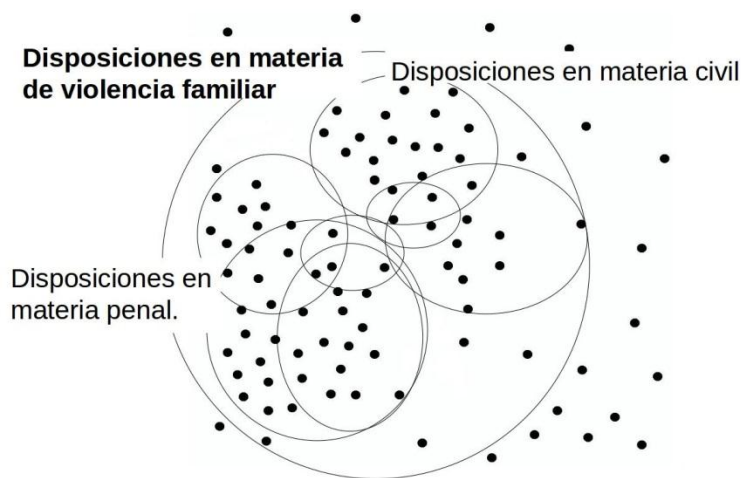 Disposiciones en materia
de violencia familiar
Disposiciones en materia civil
Disposiciones en
materia penal.